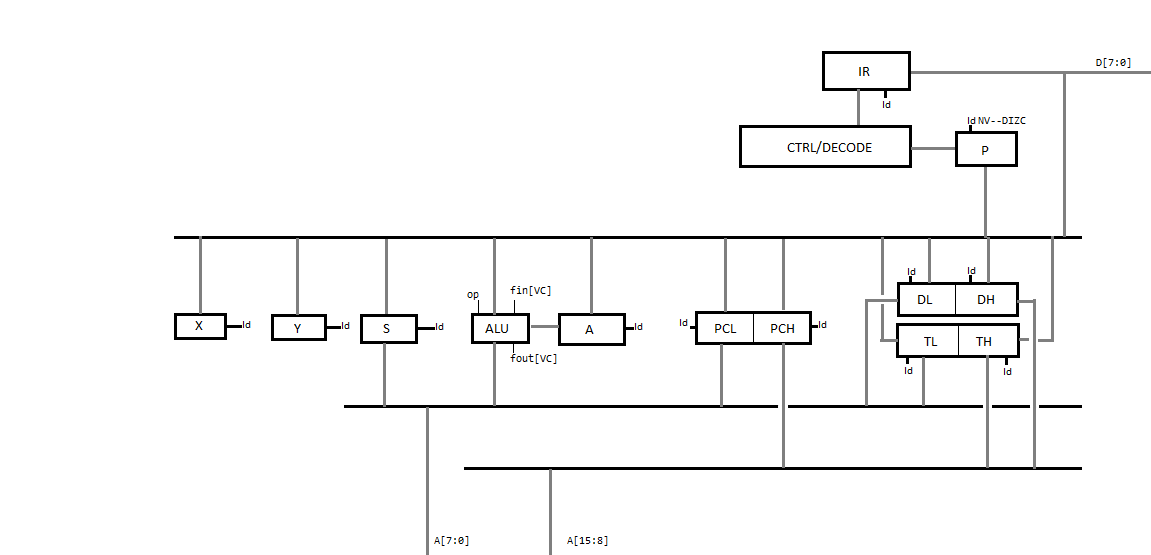 IR
D[7:0]
ld
ld NV--DIZC
CTRL/DECODE
P
ld
ld
DL
DH
op
fin[VC]
X
ld
Y
ld
S
ld
ALU
A
ld
ld
PCL
PCH
ld
TL
TH
fout[VC]
ld
ld
A[7:0]
A[15:8]